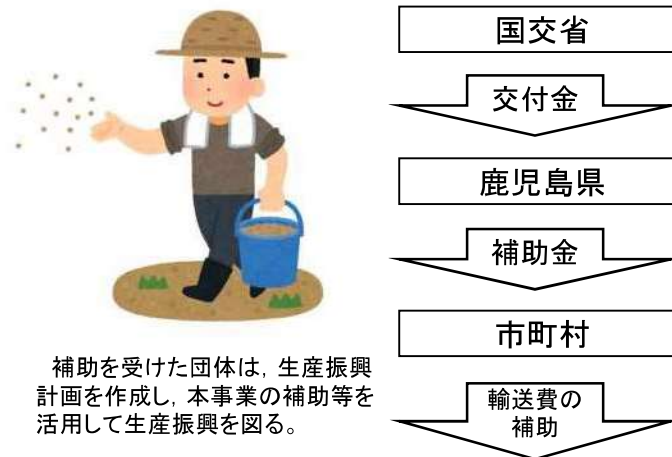 国交省
交付金
鹿児島県
補助金
市町村
輸送費の
補助
補助を受けた団体は，生産振興
計画を作成し，本事業の補助等を
活用して生産振興を図る。